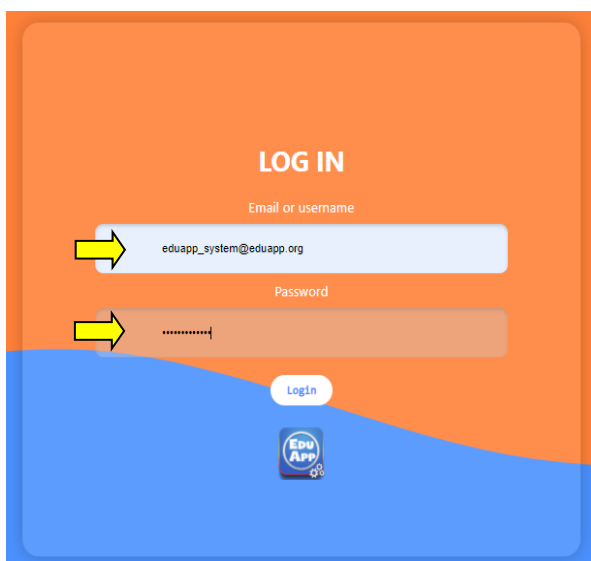 LOG IN
Email or username
eduapp_system@eduapp.org
Password
•••••••••••••
Login
EDU
APP